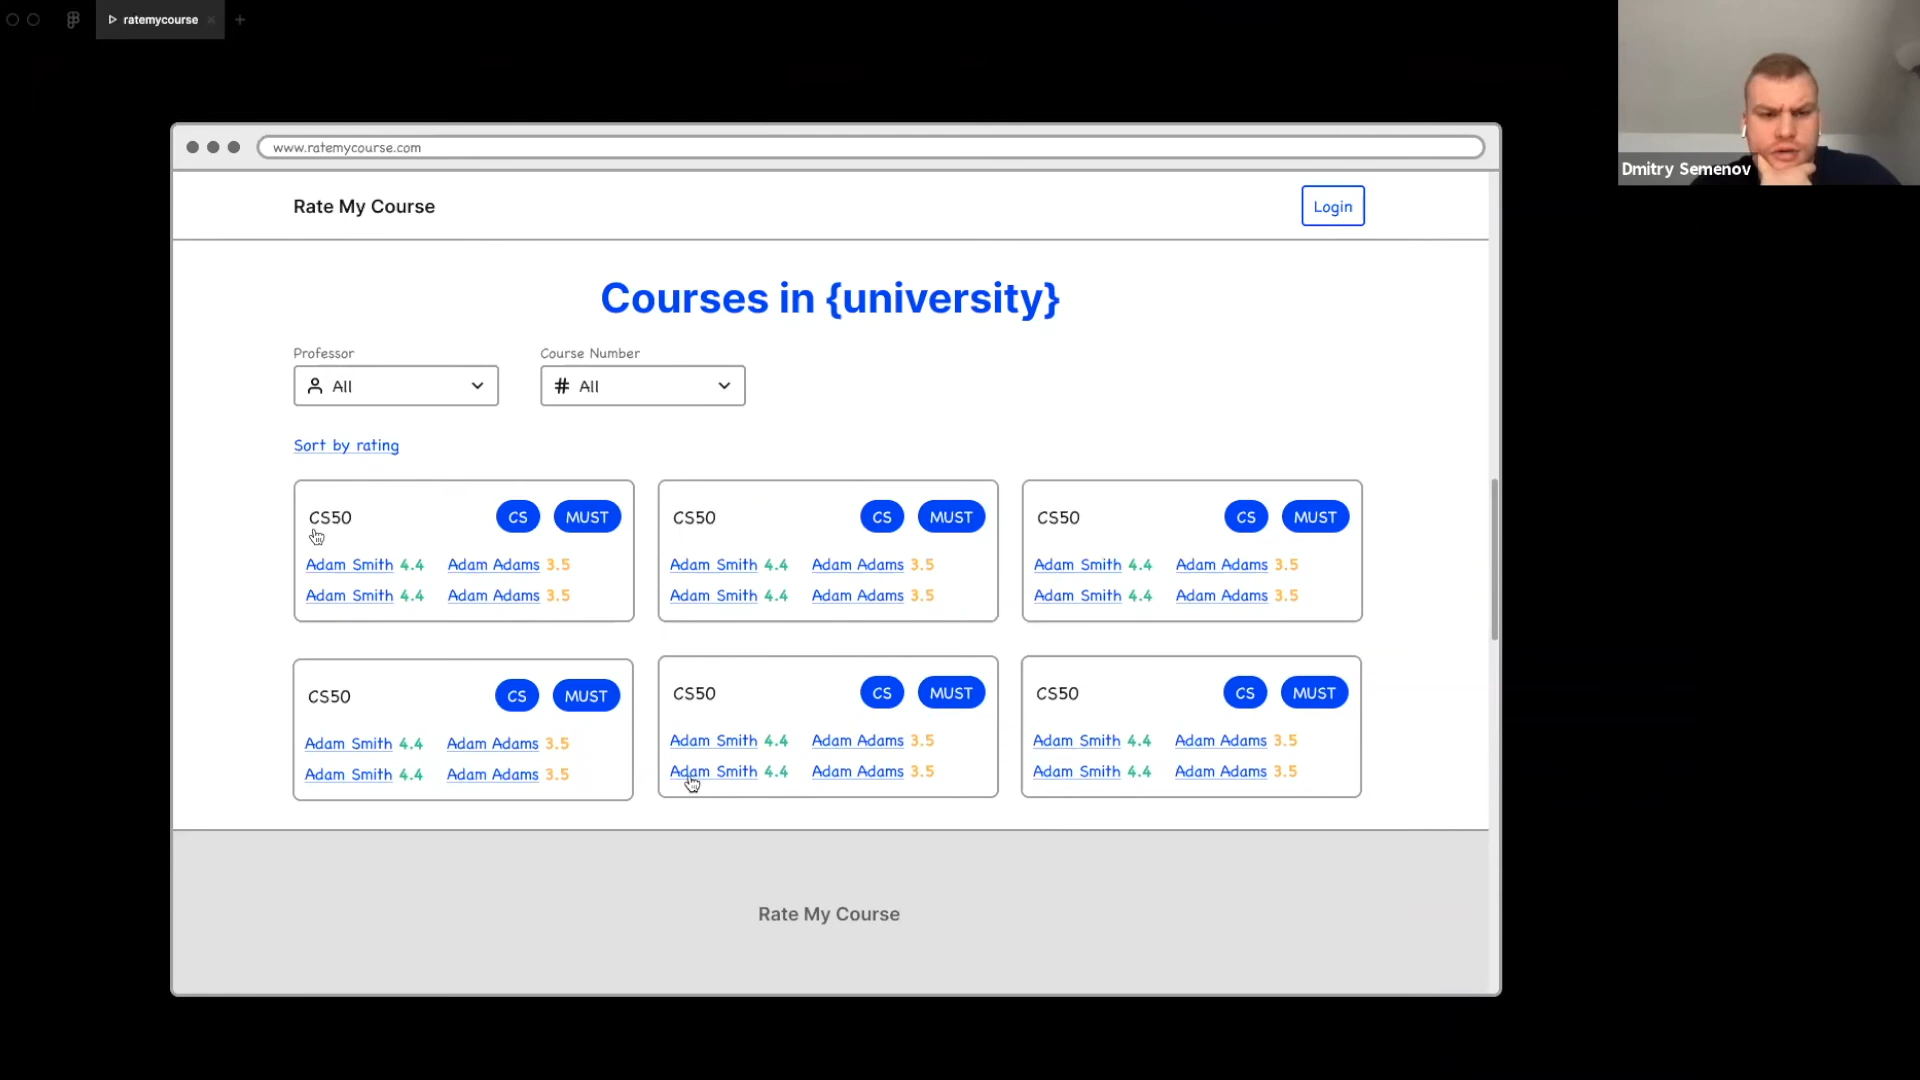 ratemycourse
Dmitry Semenov
www.ratemycourse.com
Rate My Course Login
Courses in {university}
Professor Course Number
All # All
Sort by rating
CS50 CS MUST CS50 CS MUST CS50 CS MUST
Adam Smith 4.4 Adam Adams 3.5 Adam Smith 4.4 Adam Adams 3.5 Adam Smith 4.4 Adam Adams 3.5
Adam Smith 4.4 Adam Adams 3.5 Adam Smith 4.4 Adam Adams 3.5 Adam Smith 4.4 Adam Adams 3.5
CS50 CS MUST CS50 CS MUST CS50 CS MUST
Adam Smith 4.4 Adam Adams 3.5 Adam Smith 4.4 Adam Adams 3.5 Adam Smith 4.4 Adam Adams 3.5
Adam Smith 4.4 Adam Adams 3.5 Adam Smith 4.4 Adam Adams 3.5 Adam Smith 4.4 Adam Adams 3.5
Rate My Course